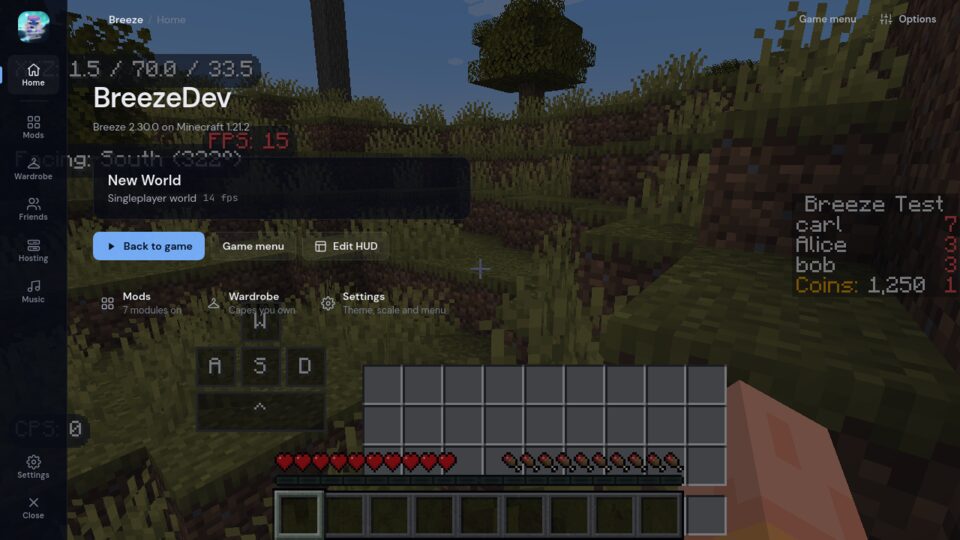 Breeze / Home
Game menu
Options
Home
Mods
Wardrobe
Friends
Hosting
Music
Settings
Close
XYZ: 1.5 / 70.0 / 33.5
BreezeDev
Breeze 2.30.0 on Minecraft 1.21.2
FPS: 15
Facing: South (322°)
New World
Singleplayer world 14 fps
Back to game
Game menu
Edit HUD
Mods
7 modules on
Wardrobe
Capes you own
Settings
Theme, scale and menu
W
A S D
^
CPS: 0
Breeze Test
carl 7
Alice 3
bob 3
Coins: 1,250 1